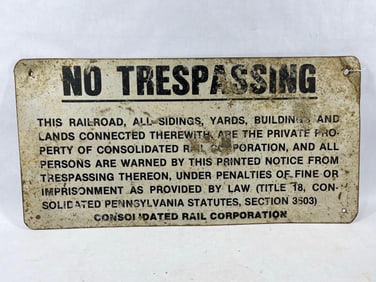 NO TRESPASSING
THIS RAILROAD, ALL SIDINGS, YARDS, BUILDINGS AND
LANDS CONNECTED THEREWITH, ARE THE PRIVATE PRO-
PERTY OF CONSOLIDATED RAIL CORPORATION, AND ALL
PERSONS ARE WARNED BY THIS PRINTED NOTICE FROM
TRESPASSING THEREON, UNDER PENALTIES OF FINE OR
IMPRISONMENT AS PROVIDED BY LAW (TITLE 18, CON-
SOLIDATED PENNSYLVANIA STATUTES, SECTION 3503)
CONSOLIDATED RAIL CORPORATION